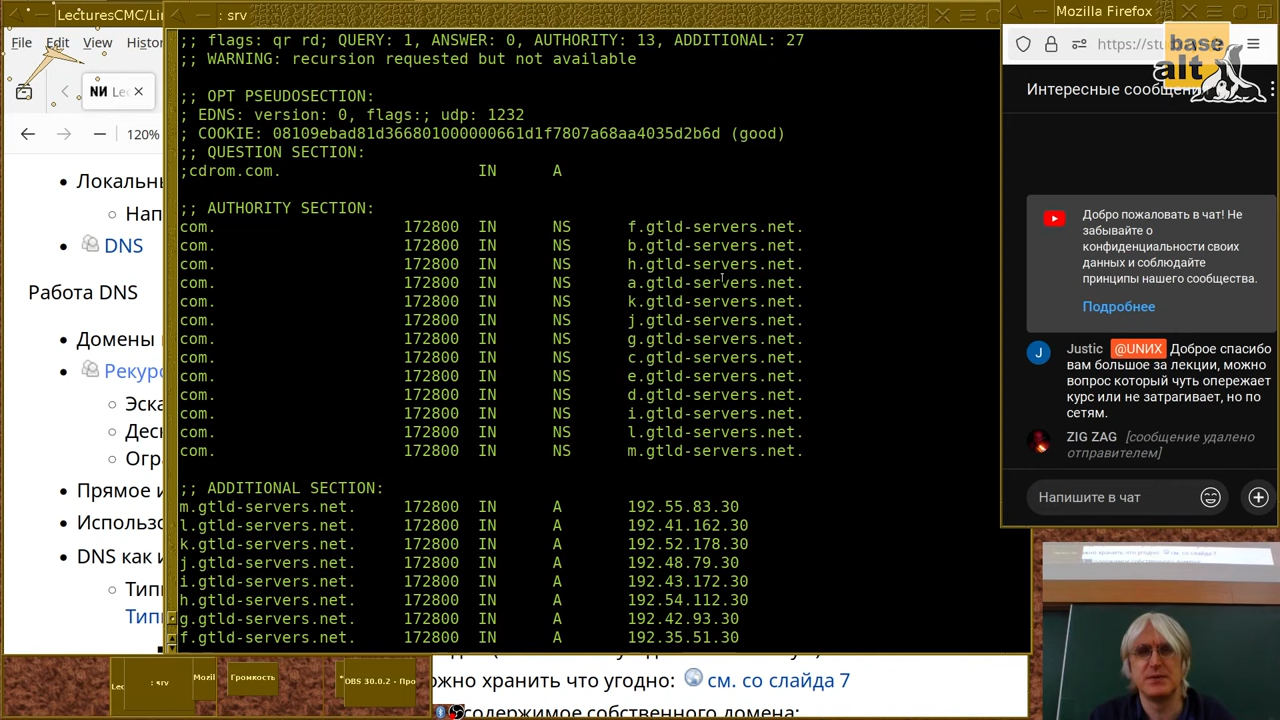 LecturesCMC/Lin
: srv
Mozilla Firefox
File Edit View Histor
Lec
120%
https://stu
base
alt
Интересные сообщени
Локальны
Нап
DNS
Работа DNS
Домены и
Рекур
Эска
Деск
Огр
Прямое и
Использо
DNS как и
Типы
Типы
;; flags: qr rd; QUERY: 1, ANSWER: 0, AUTHORITY: 13, ADDITIONAL: 27
;; WARNING: recursion requested but not available
;; OPT PSEUDOSECTION:
; EDNS: version: 0, flags:; udp: 1232
; COOKIE: 08109ebad81d366801000000661d1f7807a68aa4035d2b6d (good)
;; QUESTION SECTION:
;cdrom.com. IN A
;; AUTHORITY SECTION:
com. 172800 IN NS f.gtld-servers.net.
com. 172800 IN NS b.gtld-servers.net.
com. 172800 IN NS h.gtld-servers.net.
com. 172800 IN NS a.gtld-servers.net.
com. 172800 IN NS k.gtld-servers.net.
com. 172800 IN NS j.gtld-servers.net.
com. 172800 IN NS g.gtld-servers.net.
com. 172800 IN NS c.gtld-servers.net.
com. 172800 IN NS e.gtld-servers.net.
com. 172800 IN NS d.gtld-servers.net.
com. 172800 IN NS i.gtld-servers.net.
com. 172800 IN NS l.gtld-servers.net.
com. 172800 IN NS m.gtld-servers.net.
;; ADDITIONAL SECTION:
m.gtld-servers.net. 172800 IN A 192.55.83.30
l.gtld-servers.net. 172800 IN A 192.41.162.30
k.gtld-servers.net. 172800 IN A 192.52.178.30
j.gtld-servers.net. 172800 IN A 192.48.79.30
i.gtld-servers.net. 172800 IN A 192.43.172.30
h.gtld-servers.net. 172800 IN A 192.54.112.30
g.gtld-servers.net. 172800 IN A 192.42.93.30
f.gtld-servers.net. 172800 IN A 192.35.51.30
Добро пожаловать в чат! Не
забывайте о
конфиденциальности своих
данных и соблюдайте
принципы нашего сообщества.
Подробнее
J
Justic @UNИX Доброе спасибо
вам большое за лекции, можно
вопрос который чуть опережает
курс или не затрагивает, но по
сетям.
ZIG ZAG [сообщение удалено
отправителем]
Напишите в чат
Lec
: srv
Mozil
Громкость
OBS 30.0.2 - Про
ожно хранить что угодно: см. со слайда 7
содержимое собственного домена: